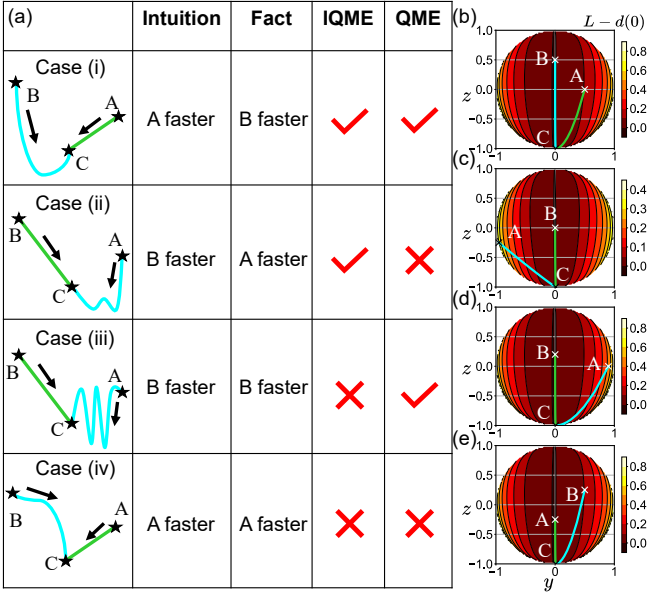 (a)
Intuition Fact IQME QME
Case (i)
B
A
C
A faster B faster
Case (ii)
B
A
C
B faster A faster
Case (iii)
B
A
C
B faster B faster
Case (iv)
B
A
C
A faster A faster
(b) L − d(0)
1.0
0.5
0.0
−0.5
−1.0
z
−1 0 1
B
A
C
0.8
0.6
0.4
0.2
0.0
(c)
1.0
0.5
0.0
−0.5
−1.0
z
−1 0 1
A
B
C
0.4
0.3
0.2
0.1
0.0
(d)
1.0
0.5
0.0
−0.5
−1.0
z
−1 0 1
B
A
C
0.8
0.6
0.4
0.2
0.0
(e)
1.0
0.5
0.0
−0.5
−1.0
z
−1 0 1
y
B
A
C
0.8
0.6
0.4
0.2
0.0